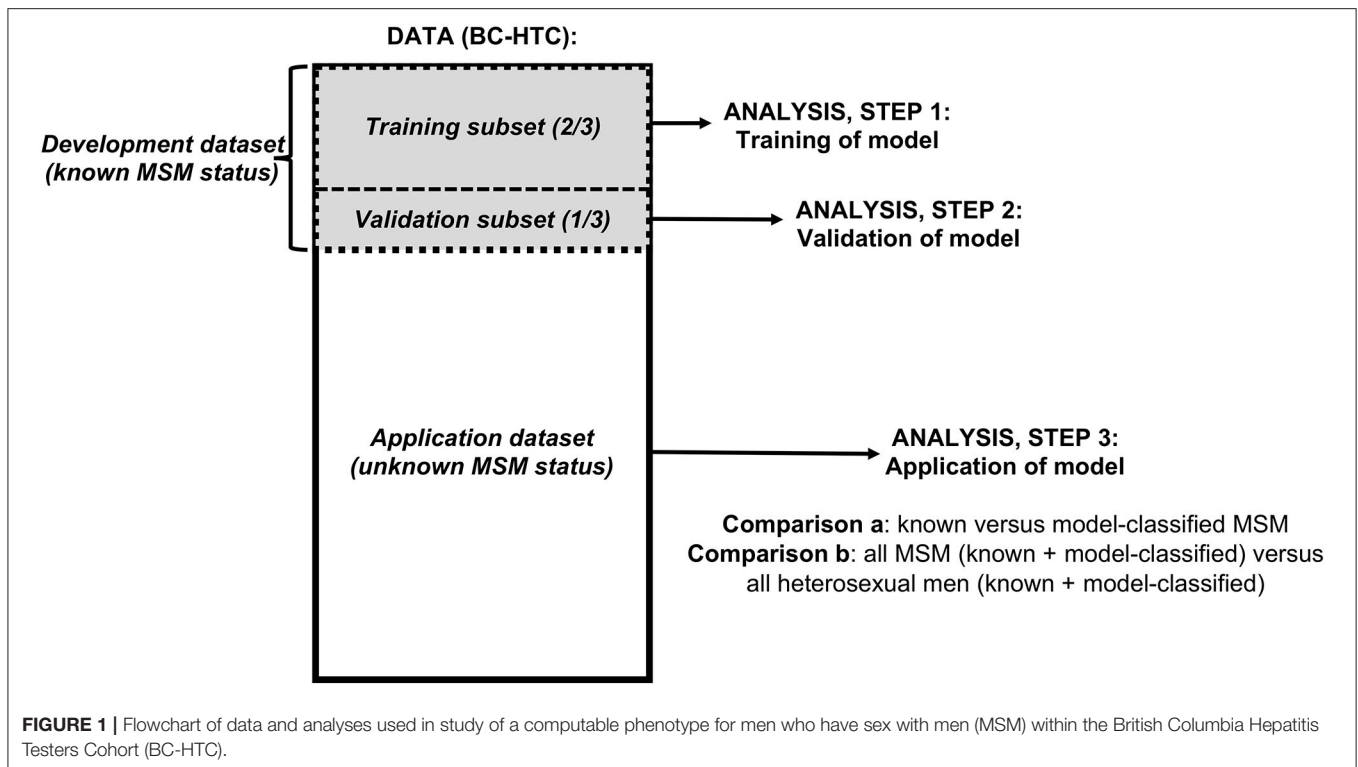 DATA (BC-HTC):
Development dataset
(known MSM status)
Training subset (2/3)
ANALYSIS, STEP 1:
Training of model
Validation subset (1/3)
ANALYSIS, STEP 2:
Validation of model
Application dataset
(unknown MSM status)
ANALYSIS, STEP 3:
Application of model
Comparison a: known versus model-classified MSM
Comparison b: all MSM (known + model-classified) versus
all heterosexual men (known + model-classified)
FIGURE 1 | Flowchart of data and analyses used in study of a computable phenotype for men who have sex with men (MSM) within the British Columbia Hepatitis
Testers Cohort (BC-HTC).